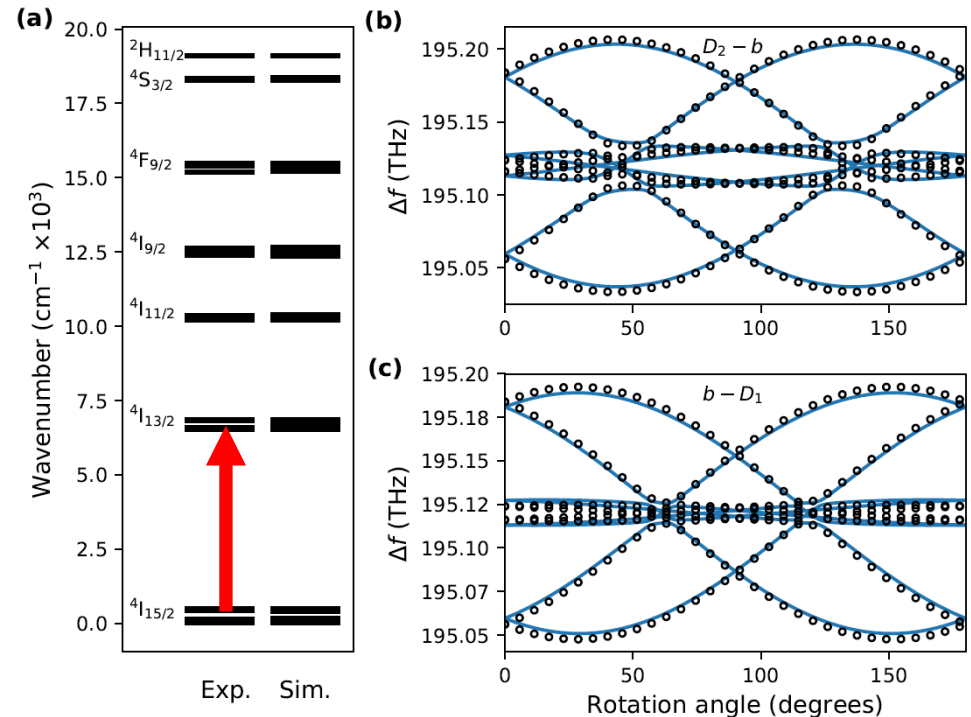 (a)
20.0
17.5
15.0
12.5
10.0
7.5
5.0
2.5
0.0
Wavenumber (cm⁻¹ ×10³)
²H₁₁/₂
⁴S₃/₂
⁴F₉/₂
⁴I₉/₂
⁴I₁₁/₂
⁴I₁₃/₂
⁴I₁₅/₂
Exp. Sim.
(b)
D₂ − b
195.20
195.15
195.10
195.05
Δf (THz)
0 50 100 150
(c)
b − D₁
195.20
195.18
195.15
195.12
195.10
195.07
195.05
Δf (THz)
0 50 100 150
Rotation angle (degrees)